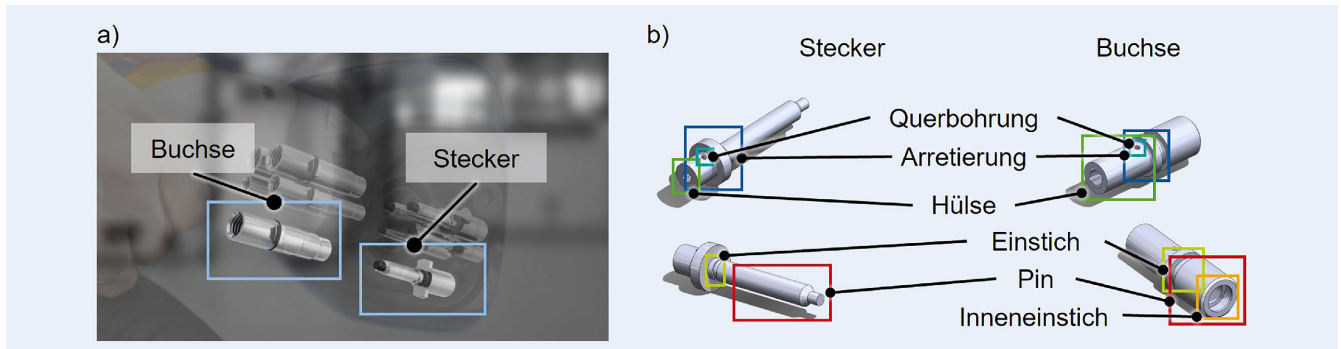 a)
Buchse
Stecker
b)
Stecker
Buchse
Querbohrung
Arretierung
Hülse
Einstich
Pin
Inneneinstich